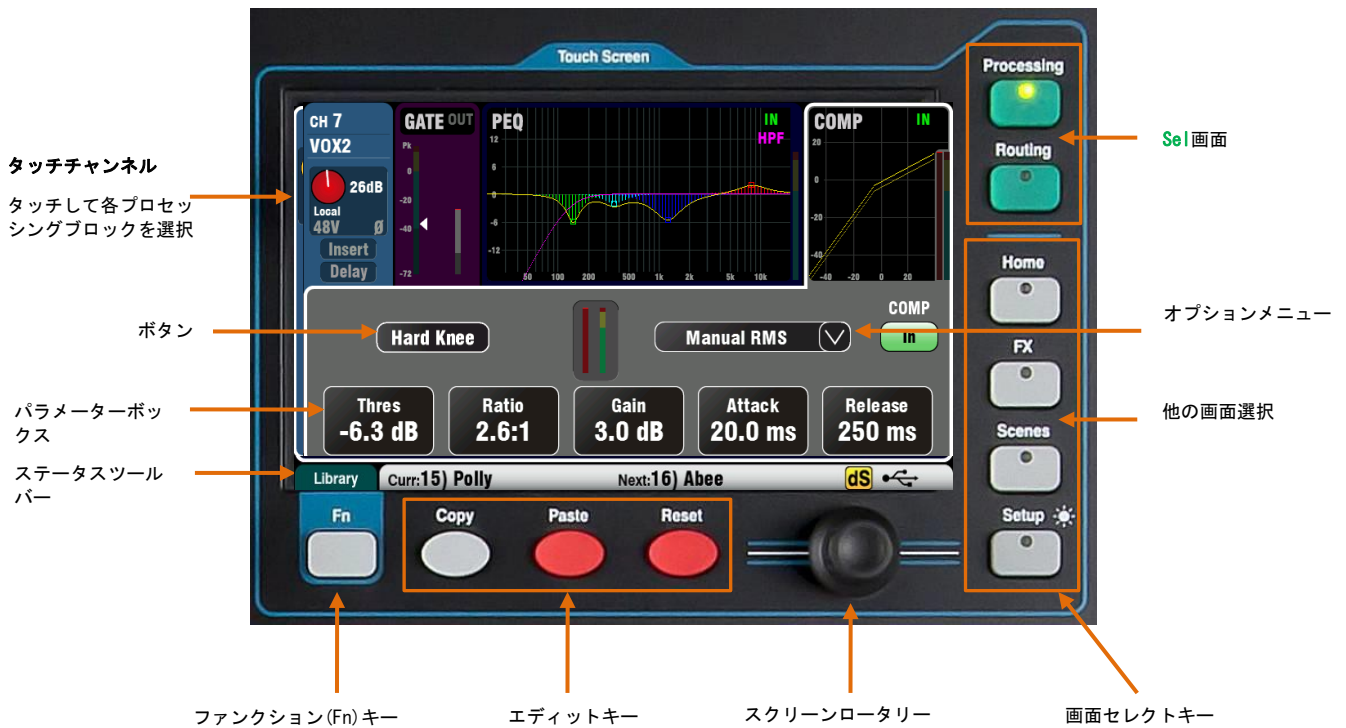 Touch Screen
Processing
Routing
Home
FX
Scenes
Setup
CH 7
VOX2
26dB
Local
48V Ø
Insert
Delay
GATE OUT
Pk
0
-20
-40
-72
PEQ
IN
HPF
12
6
0
-6
-12
50 100 200 500 1k 2k 5k 10k
COMP IN
20
0
-20
-40
-40 -20 0 20
Hard Knee
Manual RMS
COMP
In
Thres
-6.3 dB
Ratio
2.6:1
Gain
3.0 dB
Attack
20.0 ms
Release
250 ms
Library
Curr:15) Polly
Next:16) Abee
dS
Fn
Copy
Paste
Reset
タッチチャンネル
タッチして各プロセッ
シングブロックを選択
ボタン
パラメーターボッ
クス
ステータスツール
バー
Sel画面
オプションメニュー
他の画面選択
ファンクション(Fn)キー
エディットキー
スクリーンロータリー
画面セレクトキー